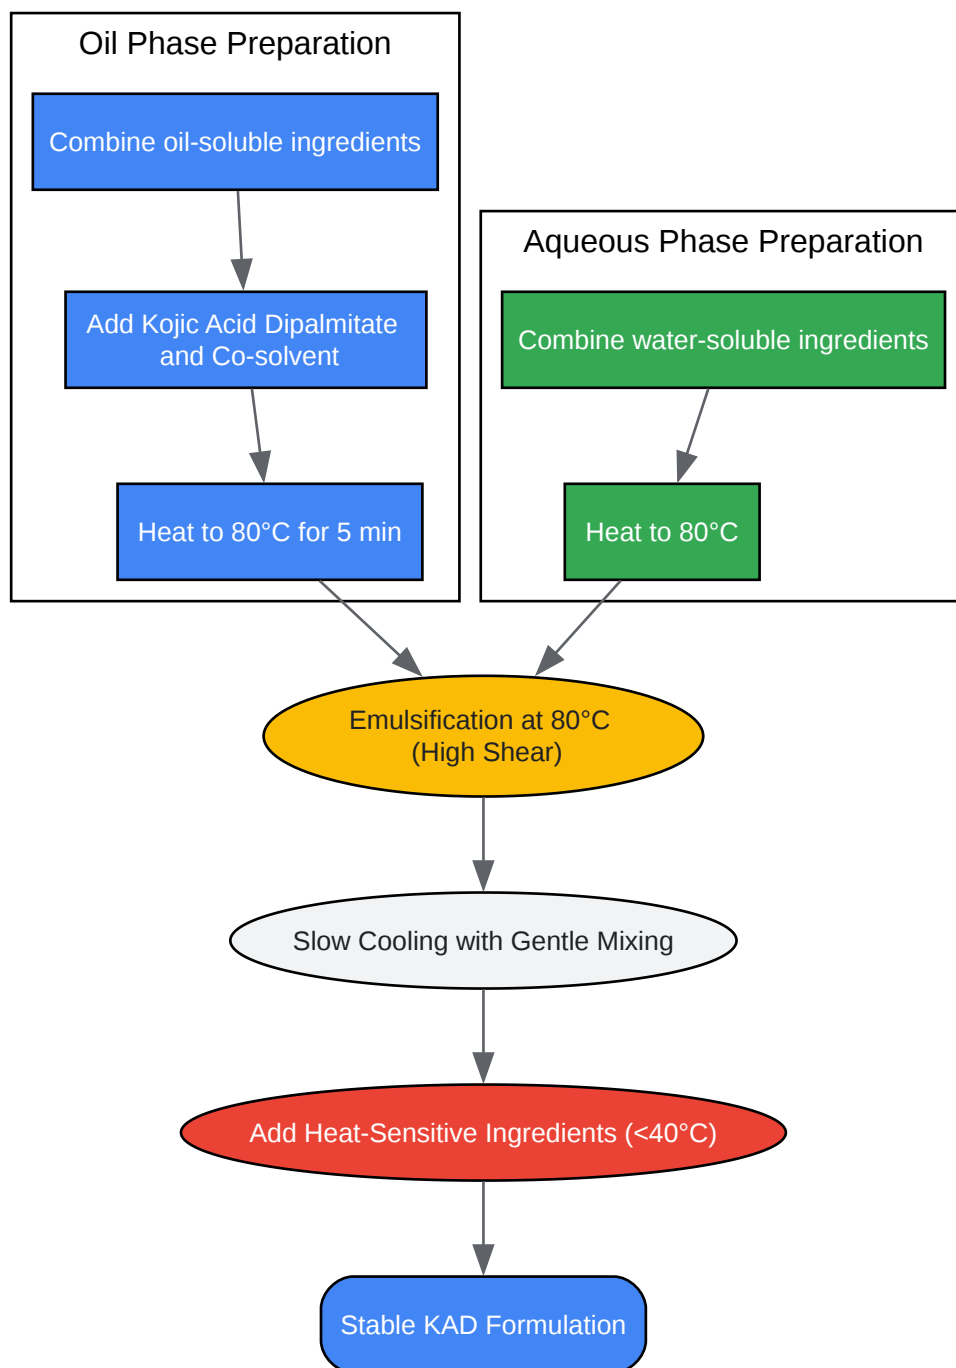 Oil Phase Preparation
Combine oil-soluble ingredients
Add Kojic Acid Dipalmitate
and Co-solvent
Heat to 80°C for 5 min
Aqueous Phase Preparation
Combine water-soluble ingredients
Heat to 80°C
Emulsification at 80°C
(High Shear)
Slow Cooling with Gentle Mixing
Add Heat-Sensitive Ingredients (<40°C)
Stable KAD Formulation